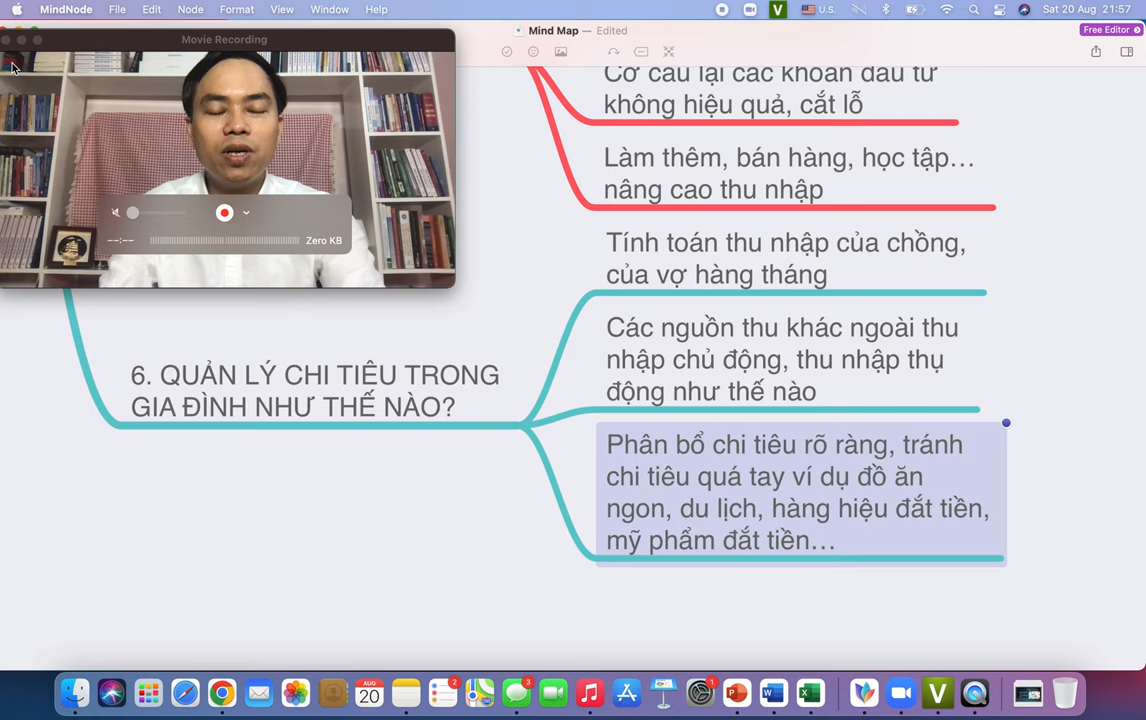 MindNode File Edit Node Format View Window Help
V U.S. Sat 20 Aug 21:57
Movie Recording
Mind Map — Edited
Free Editor
--:--
Zero KB
Cơ cấu lại các khoản đầu tư
không hiệu quả, cắt lỗ
Làm thêm, bán hàng, học tập…
nâng cao thu nhập
Tính toán thu nhập của chồng,
của vợ hàng tháng
Các nguồn thu khác ngoài thu
nhập chủ động, thu nhập thụ
động như thế nào
6. QUẢN LÝ CHI TIÊU TRONG
GIA ĐÌNH NHƯ THẾ NÀO?
Phân bổ chi tiêu rõ ràng, tránh
chi tiêu quá tay ví dụ đồ ăn
ngon, du lịch, hàng hiệu đắt tiền,
mỹ phẩm đắt tiền…
AUG
20
2
3
1
P
W
X
V